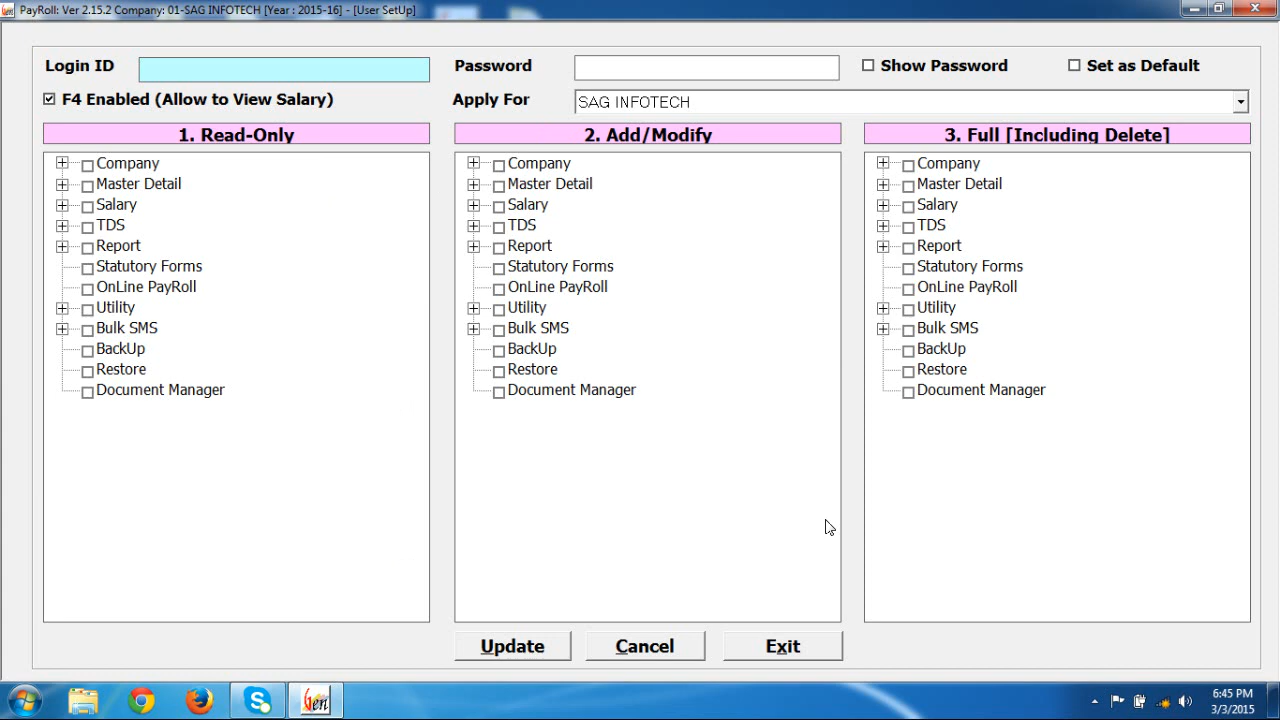 PayRoll: Ver 2.15.2 Company: 01-SAG INFOTECH [Year : 2015-16] - [User SetUp]
Login ID Password Show Password Set as Default
F4 Enabled (Allow to View Salary) Apply For SAG INFOTECH
1. Read-Only 2. Add/Modify 3. Full [Including Delete]
Company Company Company
Master Detail Master Detail Master Detail
Salary Salary Salary
TDS TDS TDS
Report Report Report
Statutory Forms Statutory Forms Statutory Forms
OnLine PayRoll OnLine PayRoll OnLine PayRoll
Utility Utility Utility
Bulk SMS Bulk SMS Bulk SMS
BackUp BackUp BackUp
Restore Restore Restore
Document Manager Document Manager Document Manager
Update Cancel Exit
Gen
6:45 PM
3/3/2015